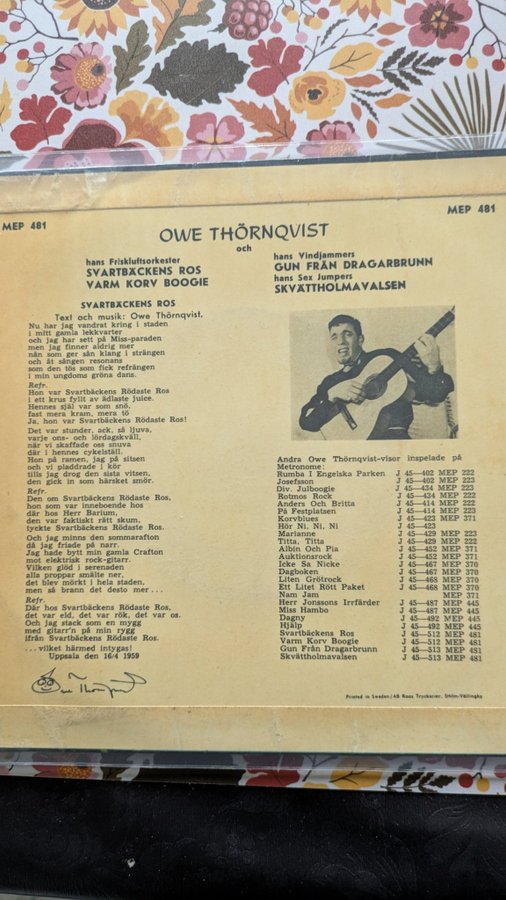 MEP 481
MEP 481
OWE THÖRNQVIST
och
hans Friskluftsorkester
SVARTBÄCKENS ROS
VARM KORV BOOGIE
hans Vindjammers
GUN FRÅN DRAGARBRUNN
hans Sex Jumpers
SKVÄTTHOLMAVALSEN
SVARTBÄCKENS ROS
Text och musik: Owe Thörnqvist.
Nu har jag vandrat kring i staden
i mitt gamla lekkvarter
och jag har sett på Miss-paraden
men jag finner aldrig mer
nån som ger sån klang i strängen
och åt sången resonans
som den tös som fick refrängen
i min ungdoms gröna dans.
Refr.
Hon var Svartbäckens Rödaste Ros
i ett krus fyllt av ädlaste juice.
Hennes själ var som snö,
fast mera kram, mera tö
Ja, hon var Svartbäckens Rödaste Ros!
Det var stunder, ack, så ljuva,
varje ons- och lördagskväll,
när vi skaffade oss snuva
där i hennes cykelställ.
Hon på ramen, jag på sitsen
och vi pladdrade i kör
tills jag drog den sista vitsen,
den gick in som härsket smör.
Refr.
Den om Svartbäckens Rödaste Ros,
hon som var inneboende hos
där hos Herr Barium,
den var faktiskt rätt skum,
tyckte Svartbäckens Rödaste Ros.
Och jag minns den sommarafton
då jag friade på narr.
Jag hade bytt min gamla Crafton
mot elektrisk rock-gitarr.
Vilken glöd i serenaden
alla proppar smälte ner,
det blev mörkt i hela staden,
men så brann det desto mer ...
Refr.
Där hos Svartbäckens Rödaste Ros,
det var eld, det var rök, det var os.
Och jag stack som en mygg
med gitarr'n på min rygg
ifrån Svartbäckens Rödaste Ros.
...vilket härmed intygas!
Uppsala den 16/4 1959
Owe Thörnqvist
Andra Owe Thörnqvist-visor inspelade på
Metronome:
Rumba I Engelska Parken J 45—402 MEP 222
Josefsson J 45—402 MEP 223
Div. Julboogie J 45—434 MEP 223
Rotmos Rock J 45—434 MEP 222
Anders Och Britta J 45—414 MEP 222
På Festplatsen J 45—414 MEP 223
Korvblues J 45—423 MEP 371
Hör Ni, Ni, Ni J 45—423
Marianne J 45—429 MEP 223
Titta, Titta J 45—429 MEP 222
Albin Och Pia J 45—452 MEP 371
Auktionsrock J 45—452 MEP 371
Icke Sa Nicke J 45—467 MEP 370
Dagboken J 45—467 MEP 370
Liten Grötrock J 45—468 MEP 370
Ett Litet Rött Paket J 45—468 MEP 370
Nam Jam MEP 371
Herr Jonssons Irrfärder J 45—487 MEP 445
Miss Hambo J 45—487 MEP 445
Dagny J 45—492 MEP 445
Hjälp J 45—492 MEP 445
Svartbäckens Ros J 45—512 MEP 481
Varm Korv Boogie J 45—512 MEP 481
Gun Från Dragarbrunn J 45—513 MEP 481
Skvättholmavalsen J 45—513 MEP 481
Printed in Sweden/AB Roos Tryckerier, Sthlm-Vällingby